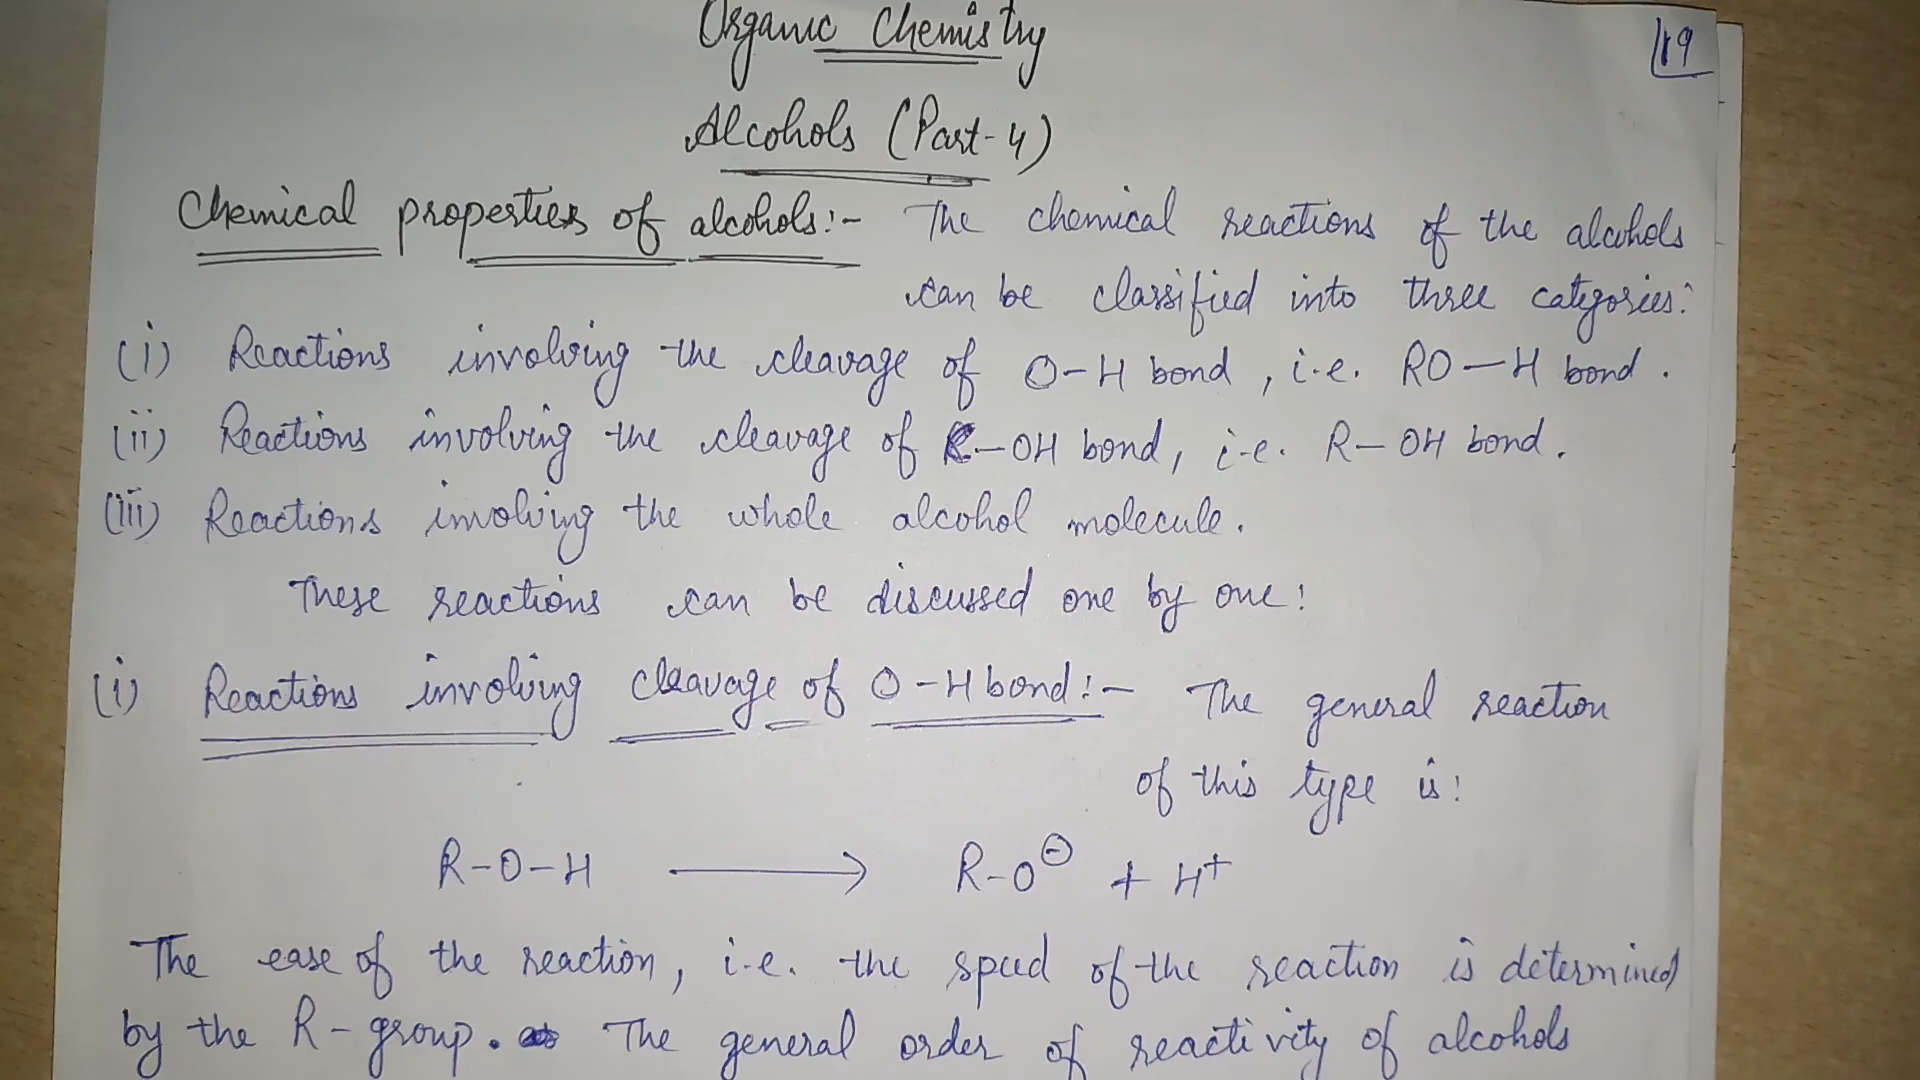 Organic Chemistry
19
Alcohols (Part-4)
Chemical properties of alcohols:- The chemical reactions of the alcohols
can be classified into three categories:
(i) Reactions involving the cleavage of O-H bond, i.e. RO-H bond.
(ii) Reactions involving the cleavage of C-OH bond, i.e. R-OH bond.
(iii) Reactions involving the whole alcohol molecule.
These reactions can be discussed one by one:
(i) Reactions involving cleavage of O-H bond:- The general reaction
of this type is:
R-O-H ⟶ R-O⊖ + H⁺
The ease of the reaction, i.e. the speed of the reaction is determined
by the R-group. The general order of reactivity of alcohols